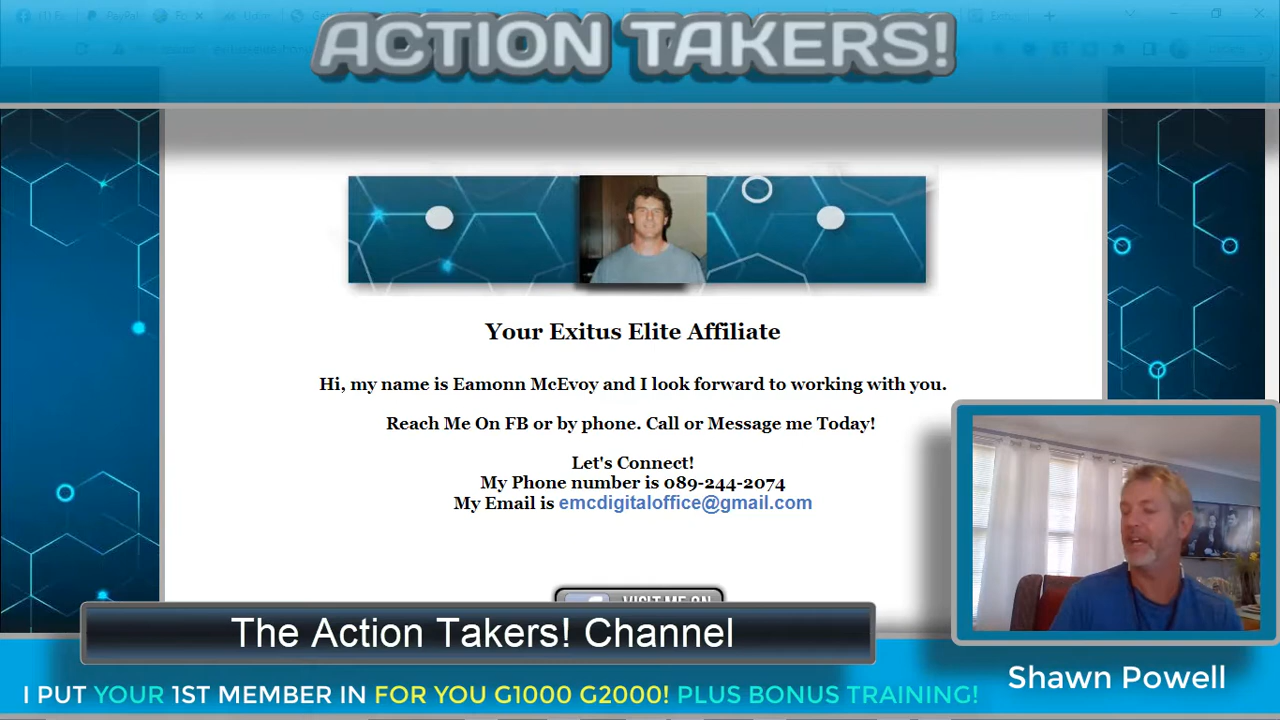 ACTION TAKERS!
Your Exitus Elite Affiliate
Hi, my name is Eamonn McEvoy and I look forward to working with you.
Reach Me On FB or by phone. Call or Message me Today!
Let's Connect!
My Phone number is 089-244-2074
My Email is emcdigitaloffice@gmail.com
VISIT ME ON
The Action Takers! Channel
Shawn Powell
I PUT YOUR 1ST MEMBER IN FOR YOU G1000 G2000! PLUS BONUS TRAINING!